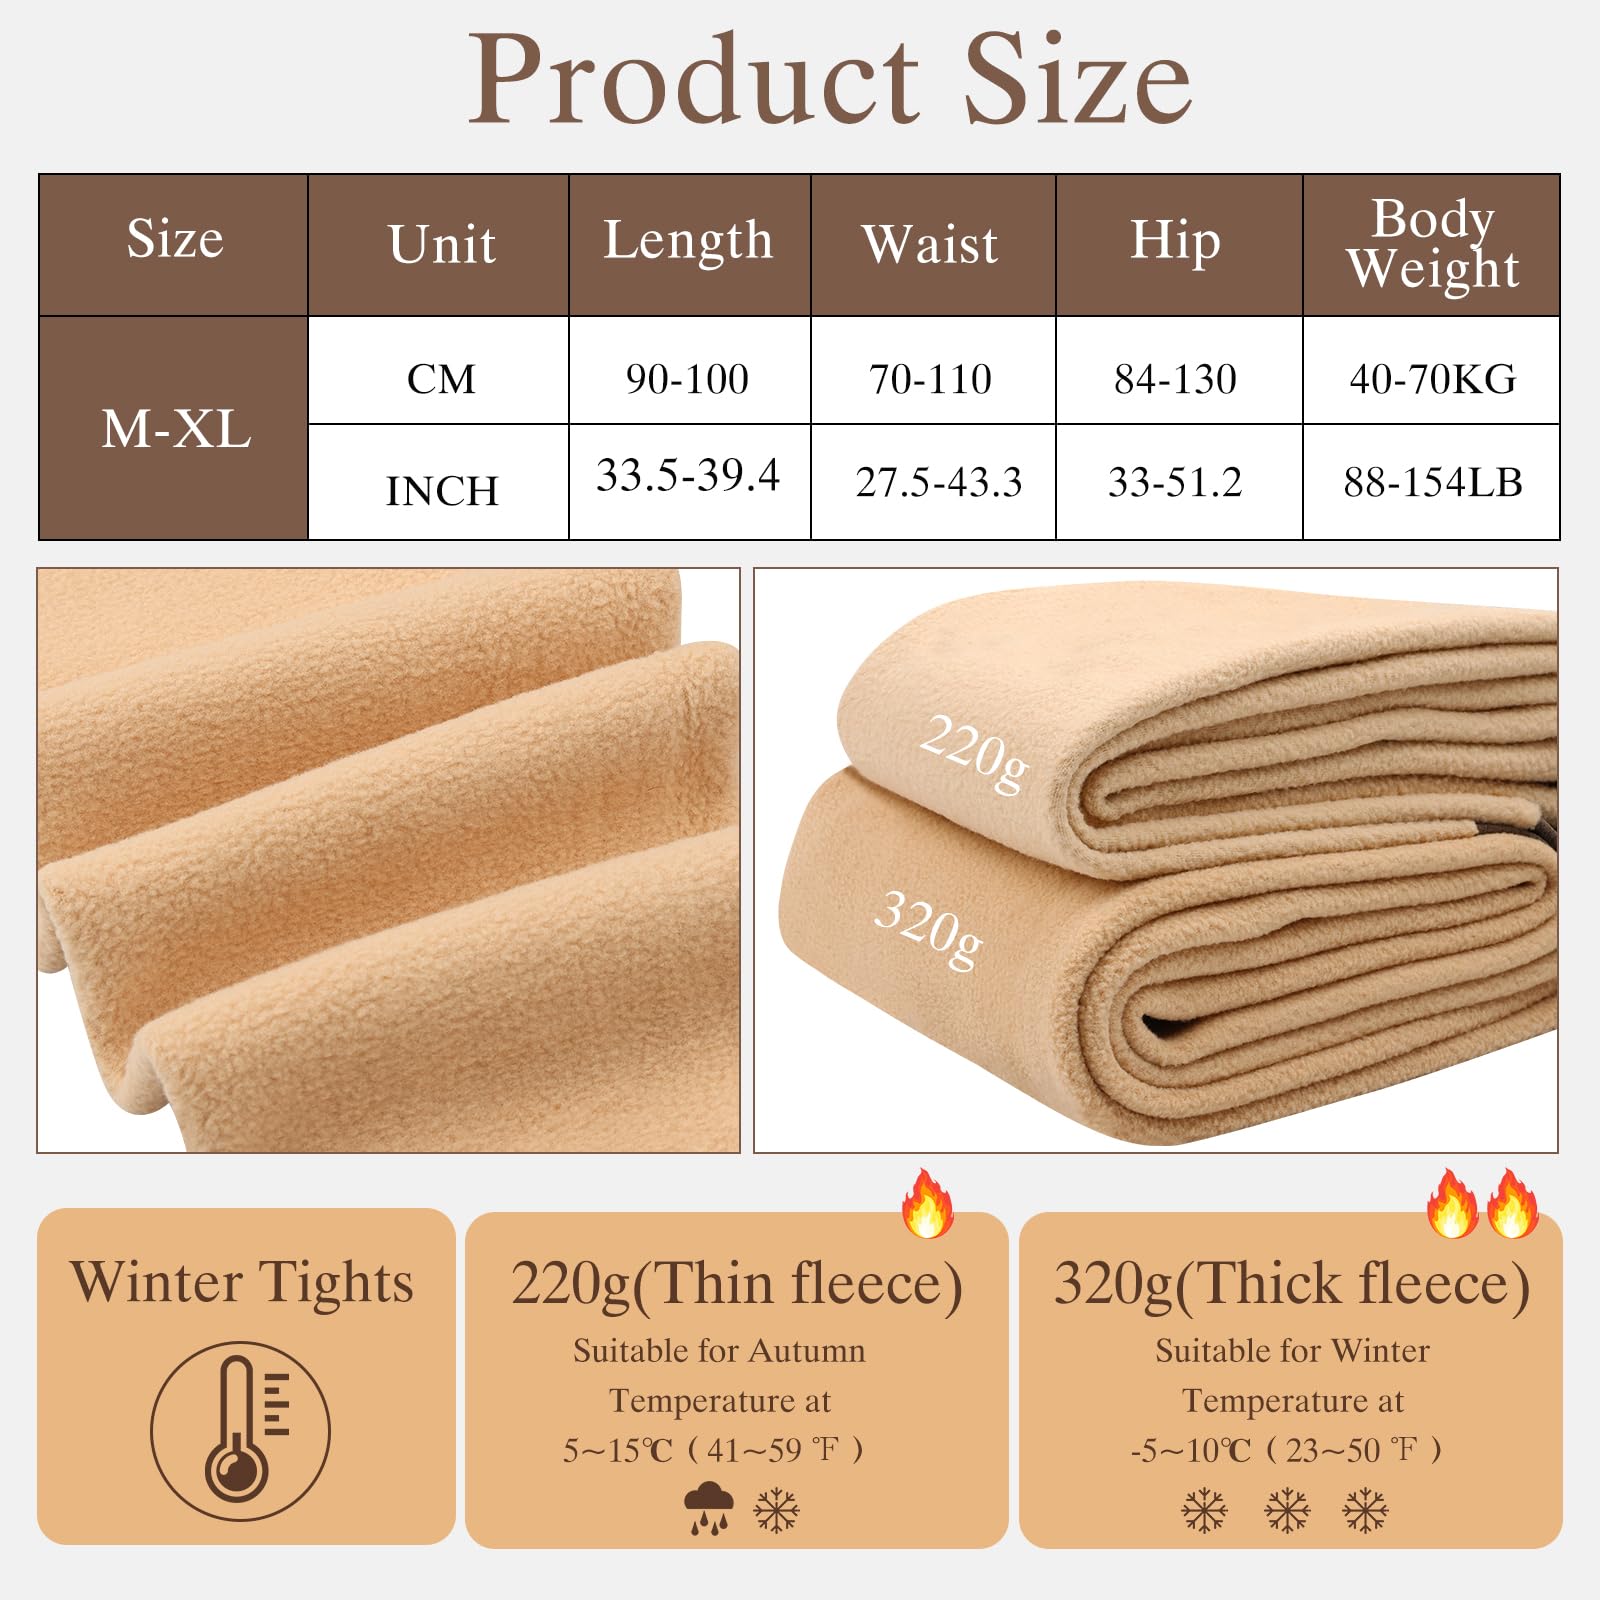 Product Size
Size Unit Length Waist Hip Body Weight
M-XL
CM 90-100 70-110 84-130 40-70KG
INCH 33.5-39.4 27.5-43.3 33-51.2 88-154LB
220g
320g
Winter Tights
220g(Thin fleece)
Suitable for Autumn
Temperature at
5~15℃ ( 41~59 ℉ )
320g(Thick fleece)
Suitable for Winter
Temperature at
-5~10℃ ( 23~50 ℉ )